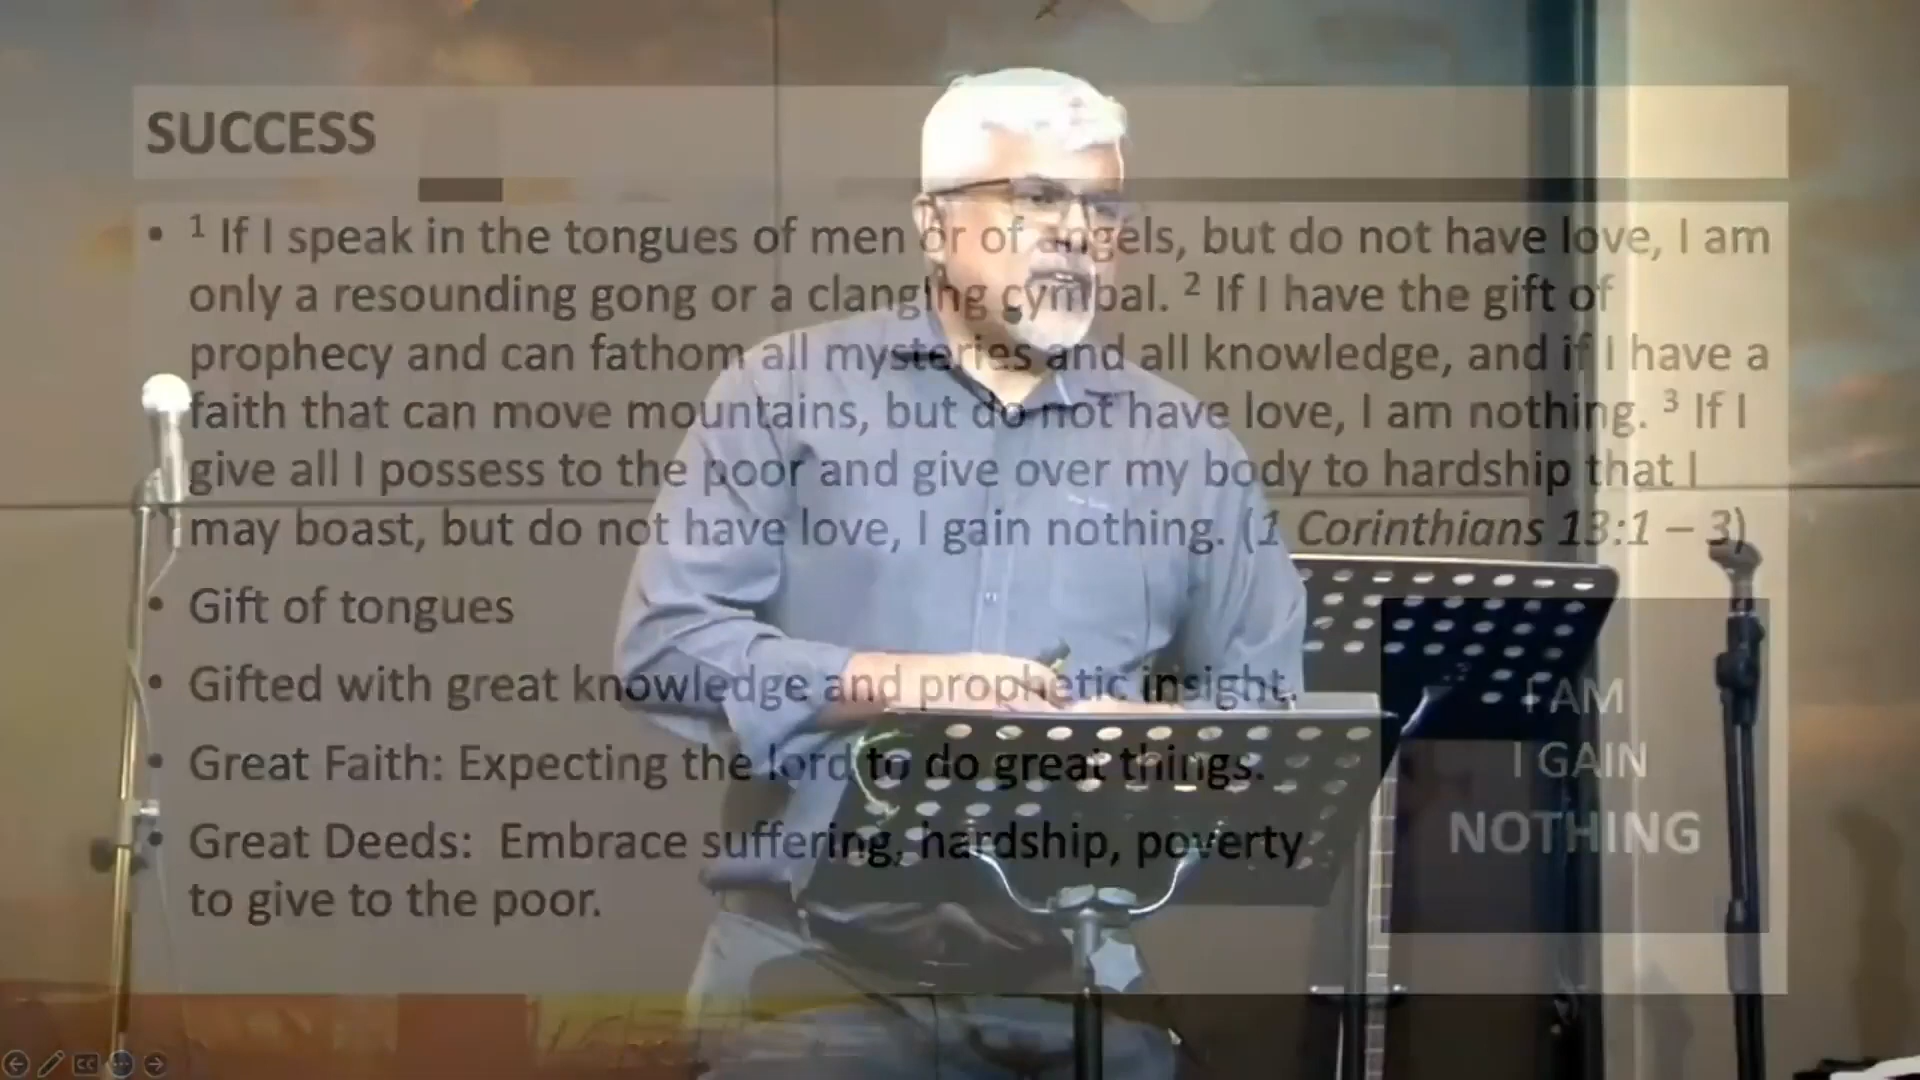 SUCCESS
• ¹ If I speak in the tongues of men or of angels, but do not have love, I am
only a resounding gong or a clanging cymbal. ² If I have the gift of
prophecy and can fathom all mysteries and all knowledge, and if I have a
faith that can move mountains, but do not have love, I am nothing. ³ If I
give all I possess to the poor and give over my body to hardship that I
may boast, but do not have love, I gain nothing. (1 Corinthians 13:1 – 3)
• Gift of tongues
• Gifted with great knowledge and prophetic insight.
• Great Faith: Expecting the lord to do great things.
• Great Deeds: Embrace suffering, hardship, poverty
to give to the poor.
I AM
I GAIN
NOTHING
CC